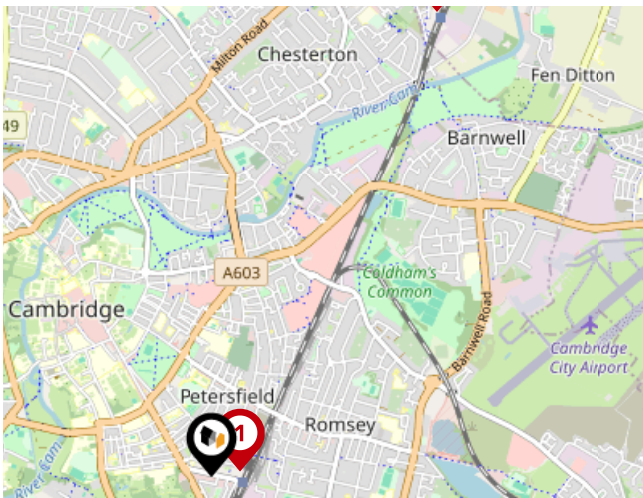 Milton Road
Chesterton
Fen Ditton
River Cam
49
Barnwell
A603
Coldham's
Common
Cambridge
Barnwell Road
Cambridge
City Airport
Petersfield
1
Romsey
River Cam